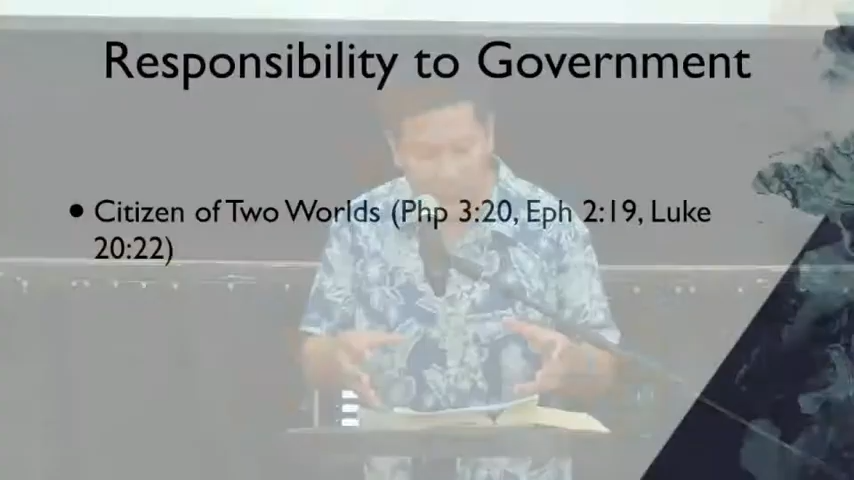 Responsibility to Government
• Citizen of Two Worlds (Php 3:20, Eph 2:19, Luke
20:22)